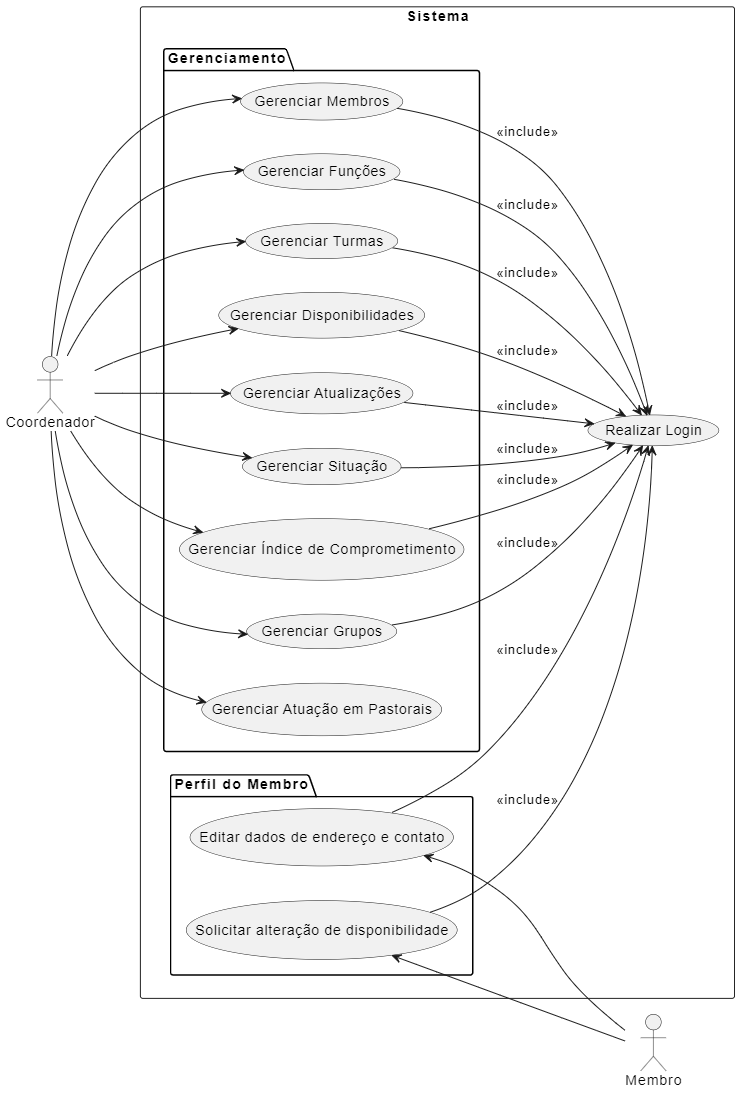 Sistema
Gerenciamento
Gerenciar Membros
«include»
Gerenciar Funções
«include»
Gerenciar Turmas
«include»
Gerenciar Disponibilidades
«include»
Gerenciar Atualizações
«include»
Coordenador
Realizar Login
«include»
Gerenciar Situação
«include»
Gerenciar Índice de Comprometimento
«include»
Gerenciar Grupos
«include»
Gerenciar Atuação em Pastorais
Perfil do Membro
«include»
Editar dados de endereço e contato
Solicitar alteração de disponibilidade
Membro